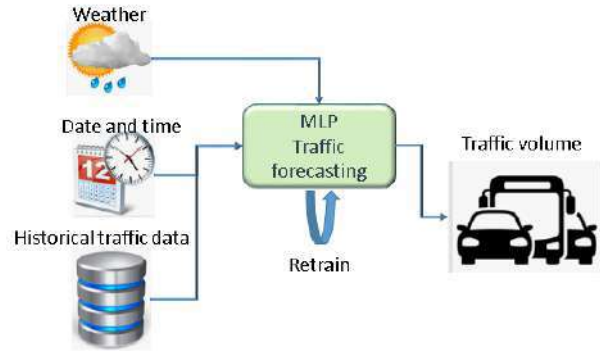 Weather
Date and time
12
Historical traffic data
MLP
Traffic
forecasting
Retrain
Traffic volume